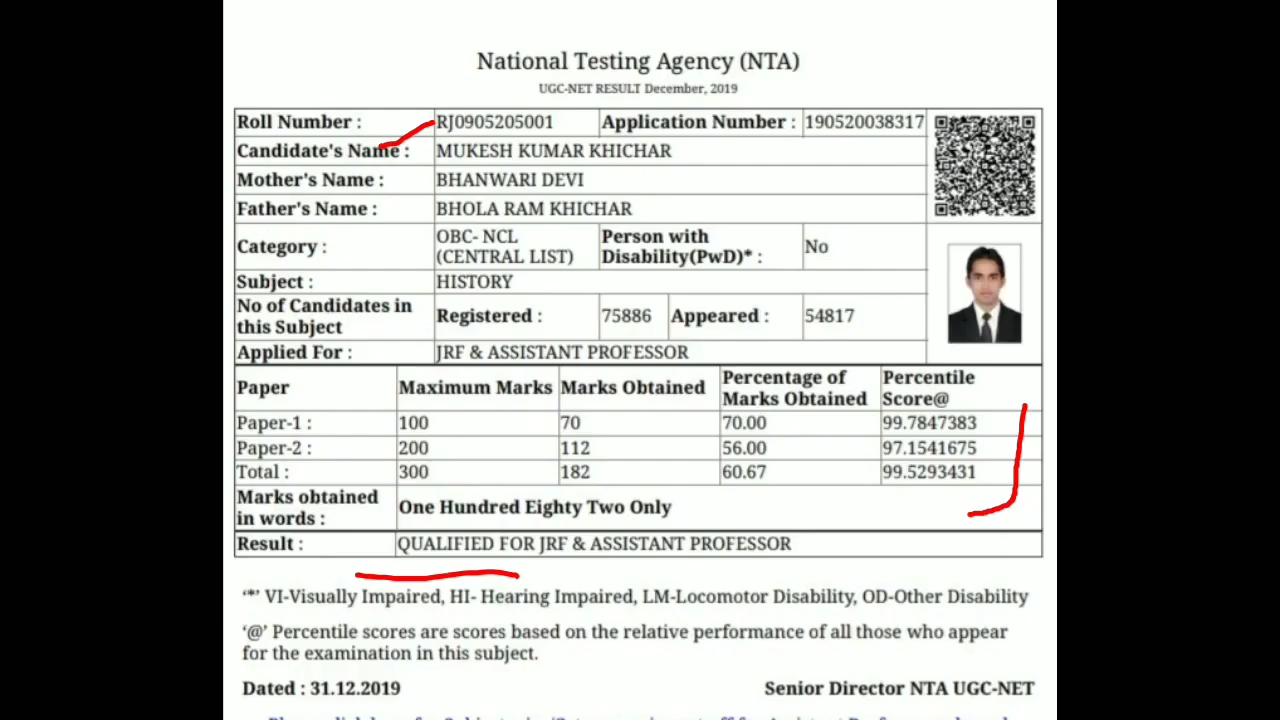 National Testing Agency (NTA)
UGC-NET RESULT December, 2019
Roll Number : RJ0905205001 Application Number : 190520038317
Candidate's Name : MUKESH KUMAR KHICHAR
Mother's Name : BHANWARI DEVI
Father's Name : BHOLA RAM KHICHAR
Category : OBC- NCL (CENTRAL LIST) Person with Disability(PwD)* : No
Subject : HISTORY
No of Candidates in this Subject Registered : 75886 Appeared : 54817
Applied For : JRF & ASSISTANT PROFESSOR
Paper Maximum Marks Marks Obtained Percentage of Marks Obtained Percentile Score@
Paper-1 : 100 70 70.00 99.7847383
Paper-2 : 200 112 56.00 97.1541675
Total : 300 182 60.67 99.5293431
Marks obtained in words : One Hundred Eighty Two Only
Result : QUALIFIED FOR JRF & ASSISTANT PROFESSOR
‘*’ VI-Visually Impaired, HI- Hearing Impaired, LM-Locomotor Disability, OD-Other Disability
‘@’ Percentile scores are scores based on the relative performance of all those who appear
for the examination in this subject.
Dated : 31.12.2019 Senior Director NTA UGC-NET